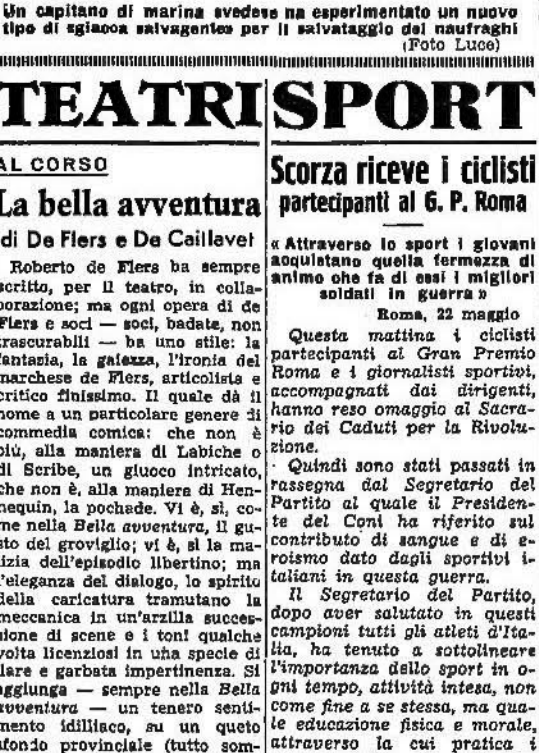 Un capitano di marina svedese ha esperimentato un nuovo
tipo di «giacca salvagente» per il salvataggio dei naufraghi
(Foto Luce)
TEATRI
AL CORSO
La bella avventura
di De Flers e De Caillavet
Roberto de Flers ha sempre
scritto, per il teatro, in colla-
borazione; ma ogni opera di de
Flers e soci — soci, badate, non
trascurabili — ha uno stile: la
fantasia, la gaiezza, l'ironia del
marchese de Flers, articolista e
critico finissimo. Il quale dà il
nome a un particolare genere di
commedia comica: che non è
più, alla maniera di Labiche o
di Scribe, un giuoco intricato,
che non è, alla maniera di Hen-
nequin, la pochade. Vi è, sì, co-
me nella Bella avventura, il gu-
sto del groviglio; vi è, sì la ma-
lizia dell'episodio libertino; ma
l'eleganza del dialogo, lo spirito
della caricatura tramutano la
meccanica in un'arzilla succes-
sione di scene e i toni qualche
volta licenziosi in una specie di
ilare e garbata impertinenza. Si
aggiunga — sempre nella Bella
avventura — un tenero senti-
mento idilliaco, su un queto
sfondo provinciale (tutto som-
SPORT
Scorza riceve i ciclisti
partecipanti al G. P. Roma
« Attraverso lo sport i giovani
acquistano quella fermezza di
animo che fa di essi i migliori
soldati in guerra »
Roma, 22 maggio
Questa mattina i ciclisti
partecipanti al Gran Premio
Roma e i giornalisti sportivi,
accompagnati dai dirigenti,
hanno reso omaggio al Sacra-
rio dei Caduti per la Rivolu-
zione.
Quindi sono stati passati in
rassegna dal Segretario del
Partito al quale il Presiden-
te del Coni ha riferito sul
contributo di sangue e di e-
roismo dato dagli sportivi i-
taliani in questa guerra.
Il Segretario del Partito,
dopo aver salutato in questi
campioni tutti gli atleti d'Ita-
lia, ha tenuto a sottolineare
l'importanza dello sport in o-
gni tempo, attività intesa, non
come fine a se stessa, ma qua-
le educazione fisica e morale,
attraverso la cui pratica i